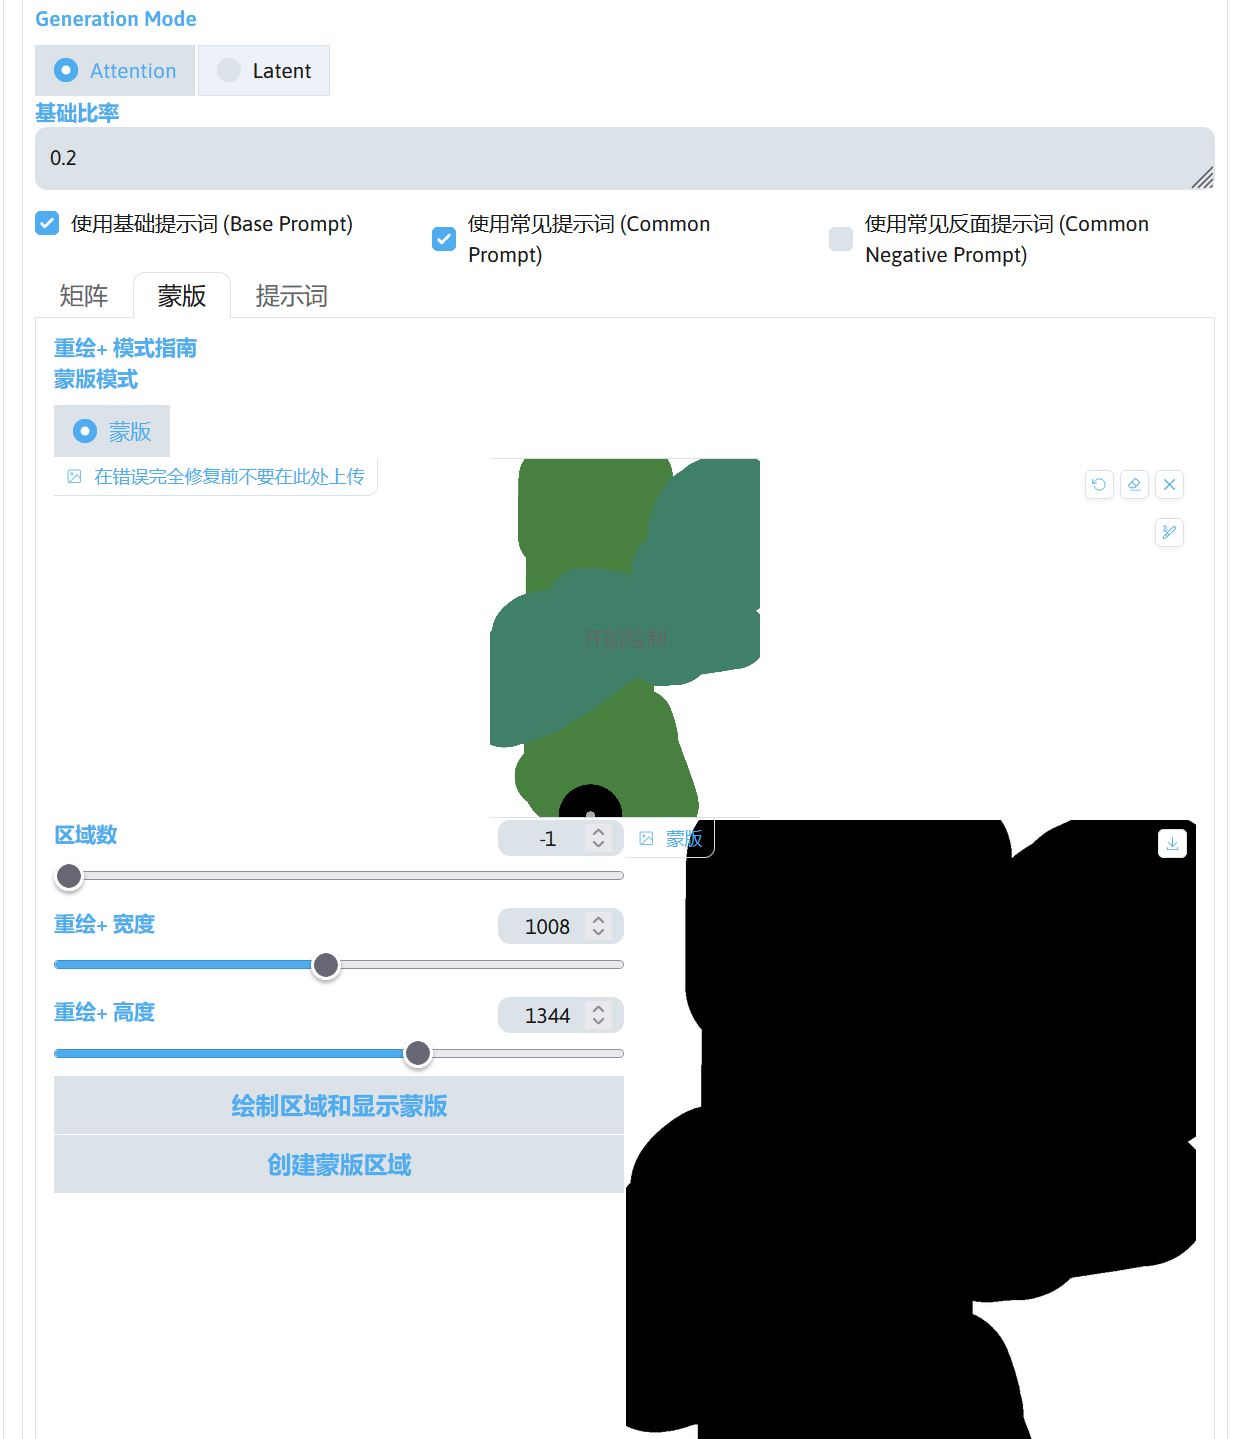 Generation Mode
Attention
Latent
基础比率
0.2
使用基础提示词 (Base Prompt)
使用常见提示词 (Common
Prompt)
使用常见反面提示词 (Common
Negative Prompt)
矩阵
蒙版
提示词
重绘+ 模式指南
蒙版模式
蒙版
在错误完全修复前不要在此处上传
开始绘制
区域数
-1
蒙版
重绘+ 宽度
1008
重绘+ 高度
1344
绘制区域和显示蒙版
创建蒙版区域